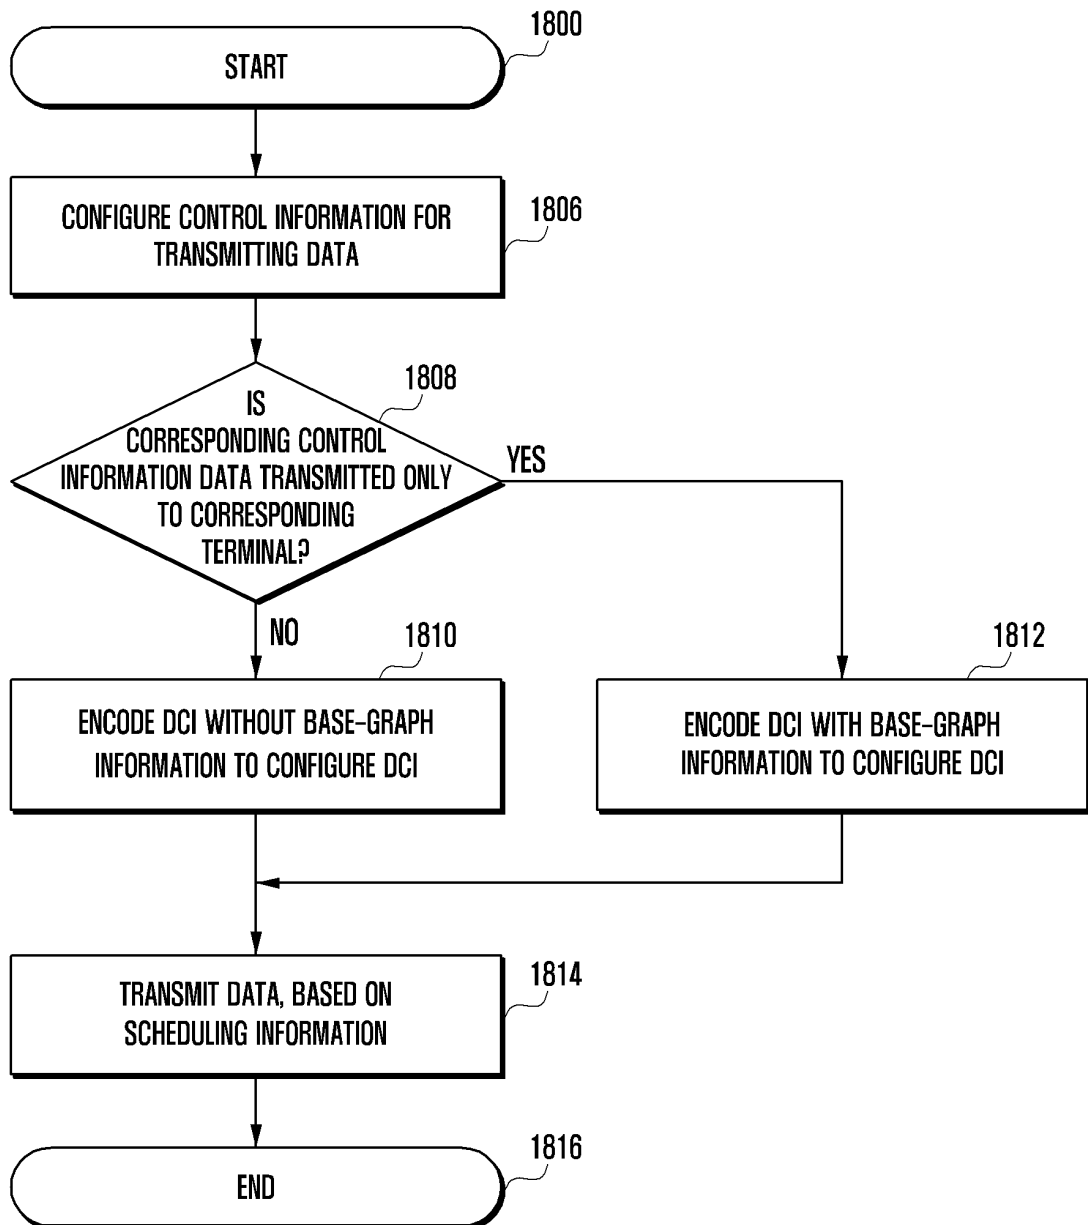 1800
START
1806
CONFIGURE CONTROL INFORMATION FOR
TRANSMITTING DATA
1808
IS
CORRESPONDING CONTROL
INFORMATION DATA TRANSMITTED ONLY
TO CORRESPONDING
TERMINAL?
YES
NO
1810
1812
ENCODE DCI WITHOUT BASE-GRAPH
INFORMATION TO CONFIGURE DCI
ENCODE DCI WITH BASE-GRAPH
INFORMATION TO CONFIGURE DCI
1814
TRANSMIT DATA, BASED ON
SCHEDULING INFORMATION
1816
END